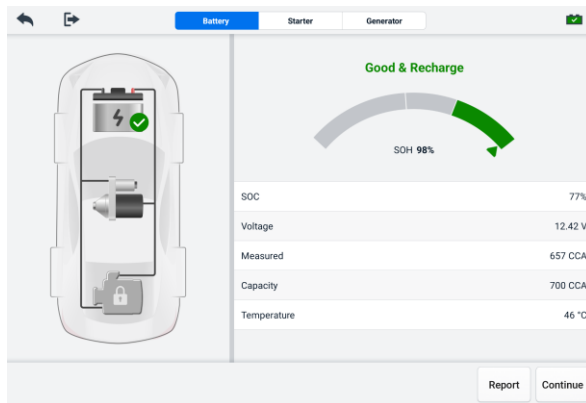 Battery Starter Generator
Good & Recharge
SOH 98%
SOC 77%
Voltage 12.42 V
Measured 657 CCA
Capacity 700 CCA
Temperature 46 °C
Report Continue